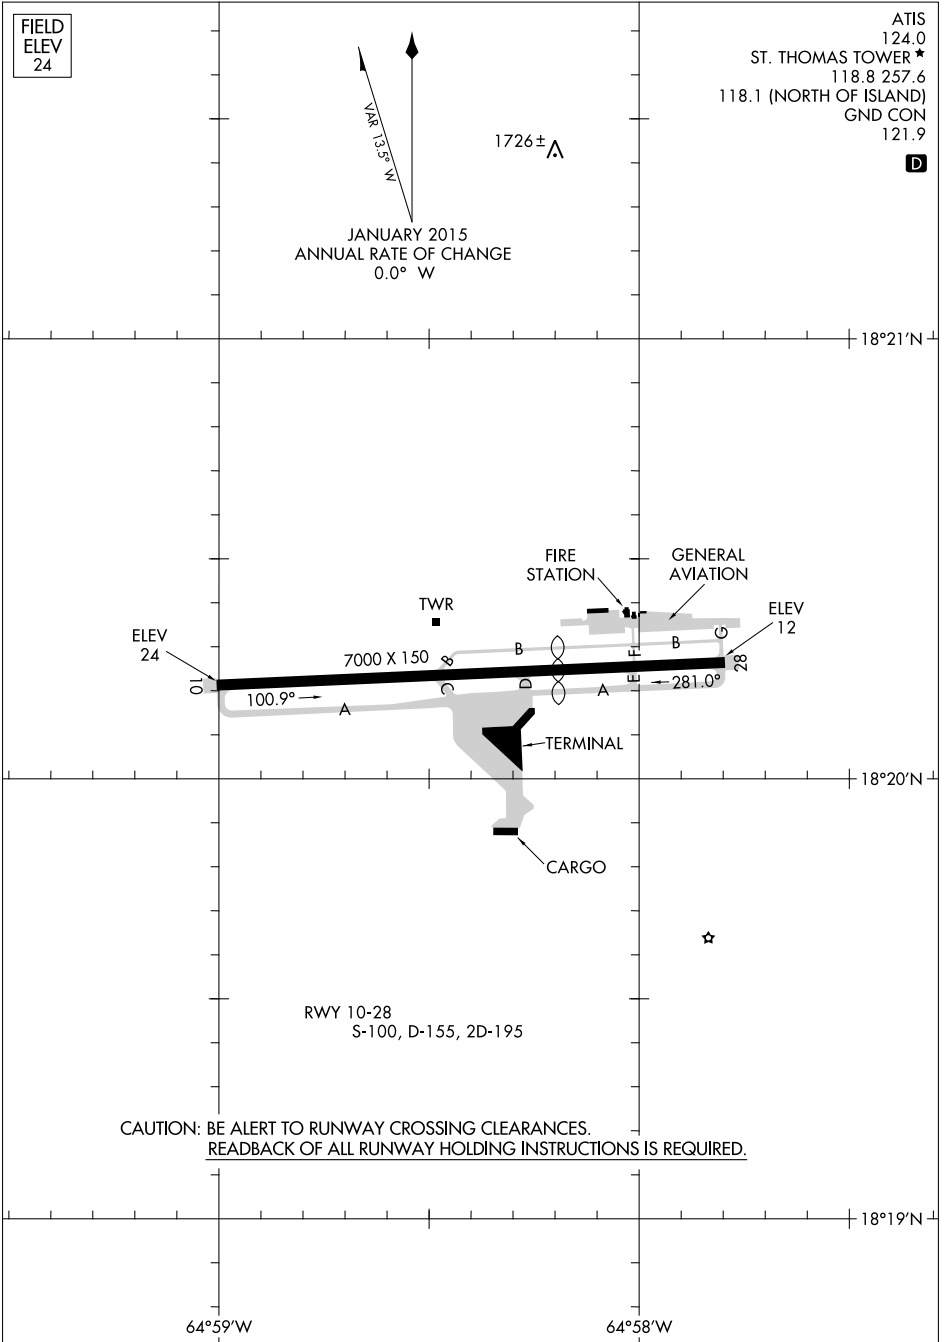 FIELD
ELEV
24
ATIS
124.0
ST. THOMAS TOWER ★
118.8 257.6
118.1 (NORTH OF ISLAND)
GND CON
121.9
D
VAR 13.5° W
1726 ±
JANUARY 2015
ANNUAL RATE OF CHANGE
0.0° W
18°21'N
FIRE
STATION
GENERAL
AVIATION
TWR
ELEV
12
ELEV
24
7000 X 150
B
B
B
F
G
10
28
100.9°
A
C
D
A
E
281.0°
TERMINAL
18°20'N
CARGO
RWY 10-28
S-100, D-155, 2D-195
CAUTION: BE ALERT TO RUNWAY CROSSING CLEARANCES.
READBACK OF ALL RUNWAY HOLDING INSTRUCTIONS IS REQUIRED.
18°19'N
64°59'W
64°58'W